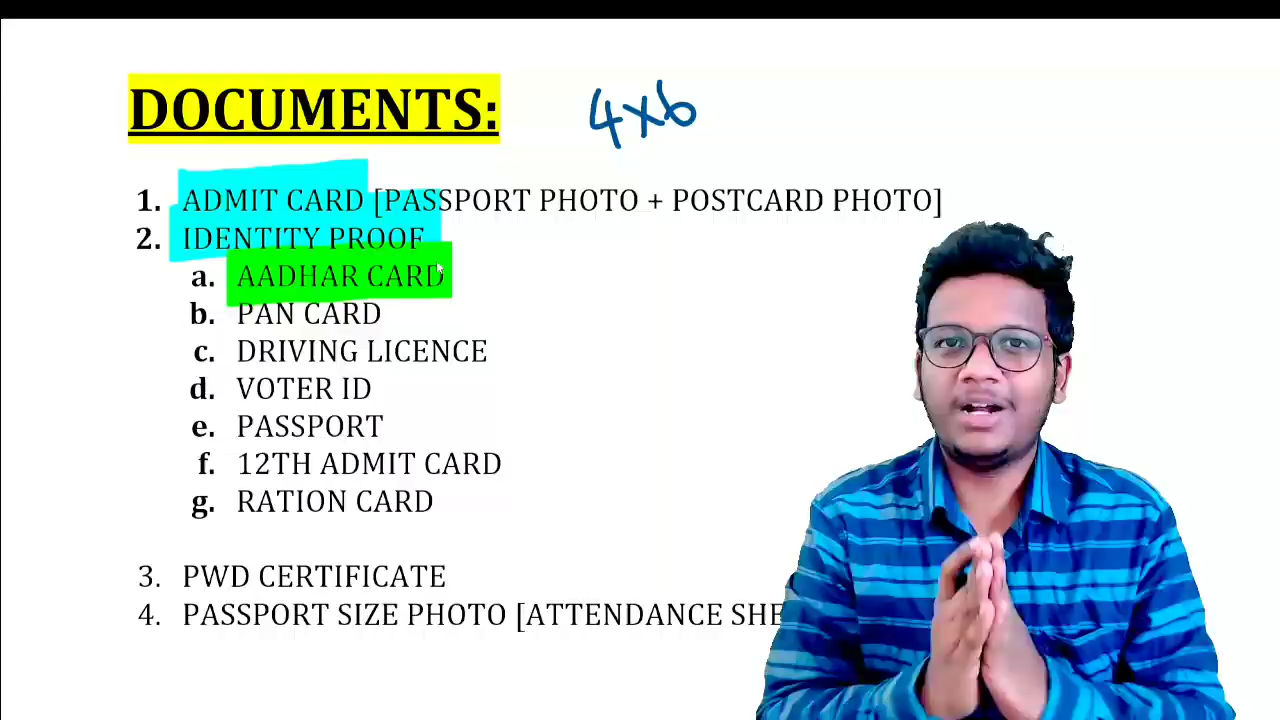 DOCUMENTS: 4x6
1. ADMIT CARD [PASSPORT PHOTO + POSTCARD PHOTO]
2. IDENTITY PROOF
a. AADHAR CARD
b. PAN CARD
c. DRIVING LICENCE
d. VOTER ID
e. PASSPORT
f. 12TH ADMIT CARD
g. RATION CARD
3. PWD CERTIFICATE
4. PASSPORT SIZE PHOTO [ATTENDANCE SHE